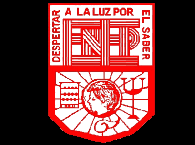 DESPERTAR A LA LUZ POR EL SABER
ENP